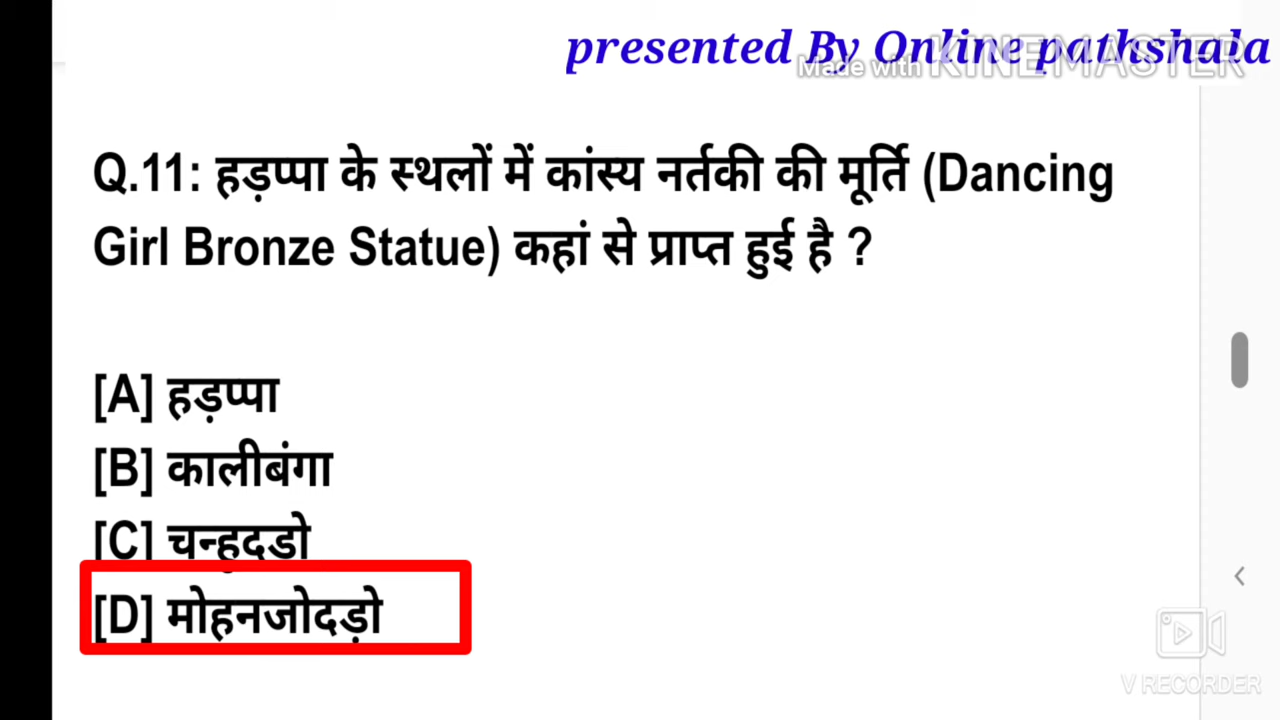 presented By Online pathshala
Made with KINEMASTER
Q.11: हड़प्पा के स्थलों में कांस्य नर्तकी की मूर्ति (Dancing
Girl Bronze Statue) कहां से प्राप्त हुई है ?
[A] हड़प्पा
[B] कालीबंगा
[C] चन्हुदडो
[D] मोहनजोदड़ो
V RECORDER